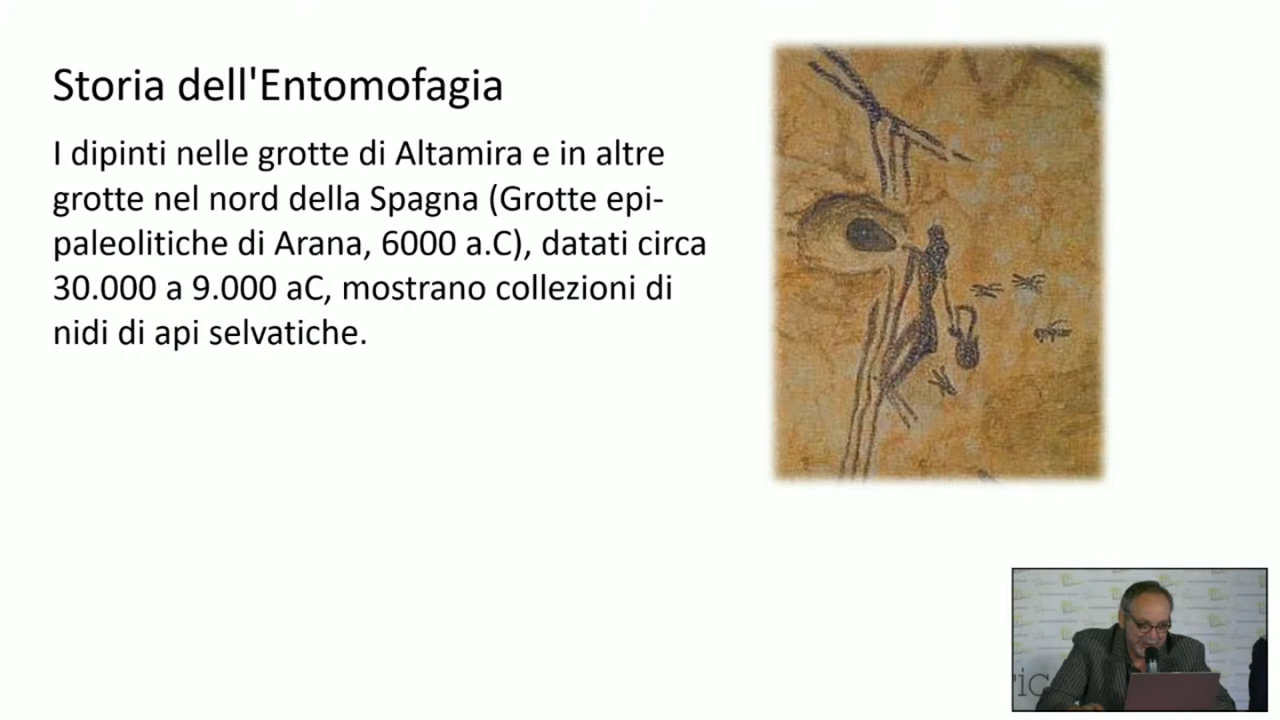 Storia dell'Entomofagia
I dipinti nelle grotte di Altamira e in altre
grotte nel nord della Spagna (Grotte epi-
paleolitiche di Arana, 6000 a.C), datati circa
30.000 a 9.000 aC, mostrano collezioni di
nidi di api selvatiche.